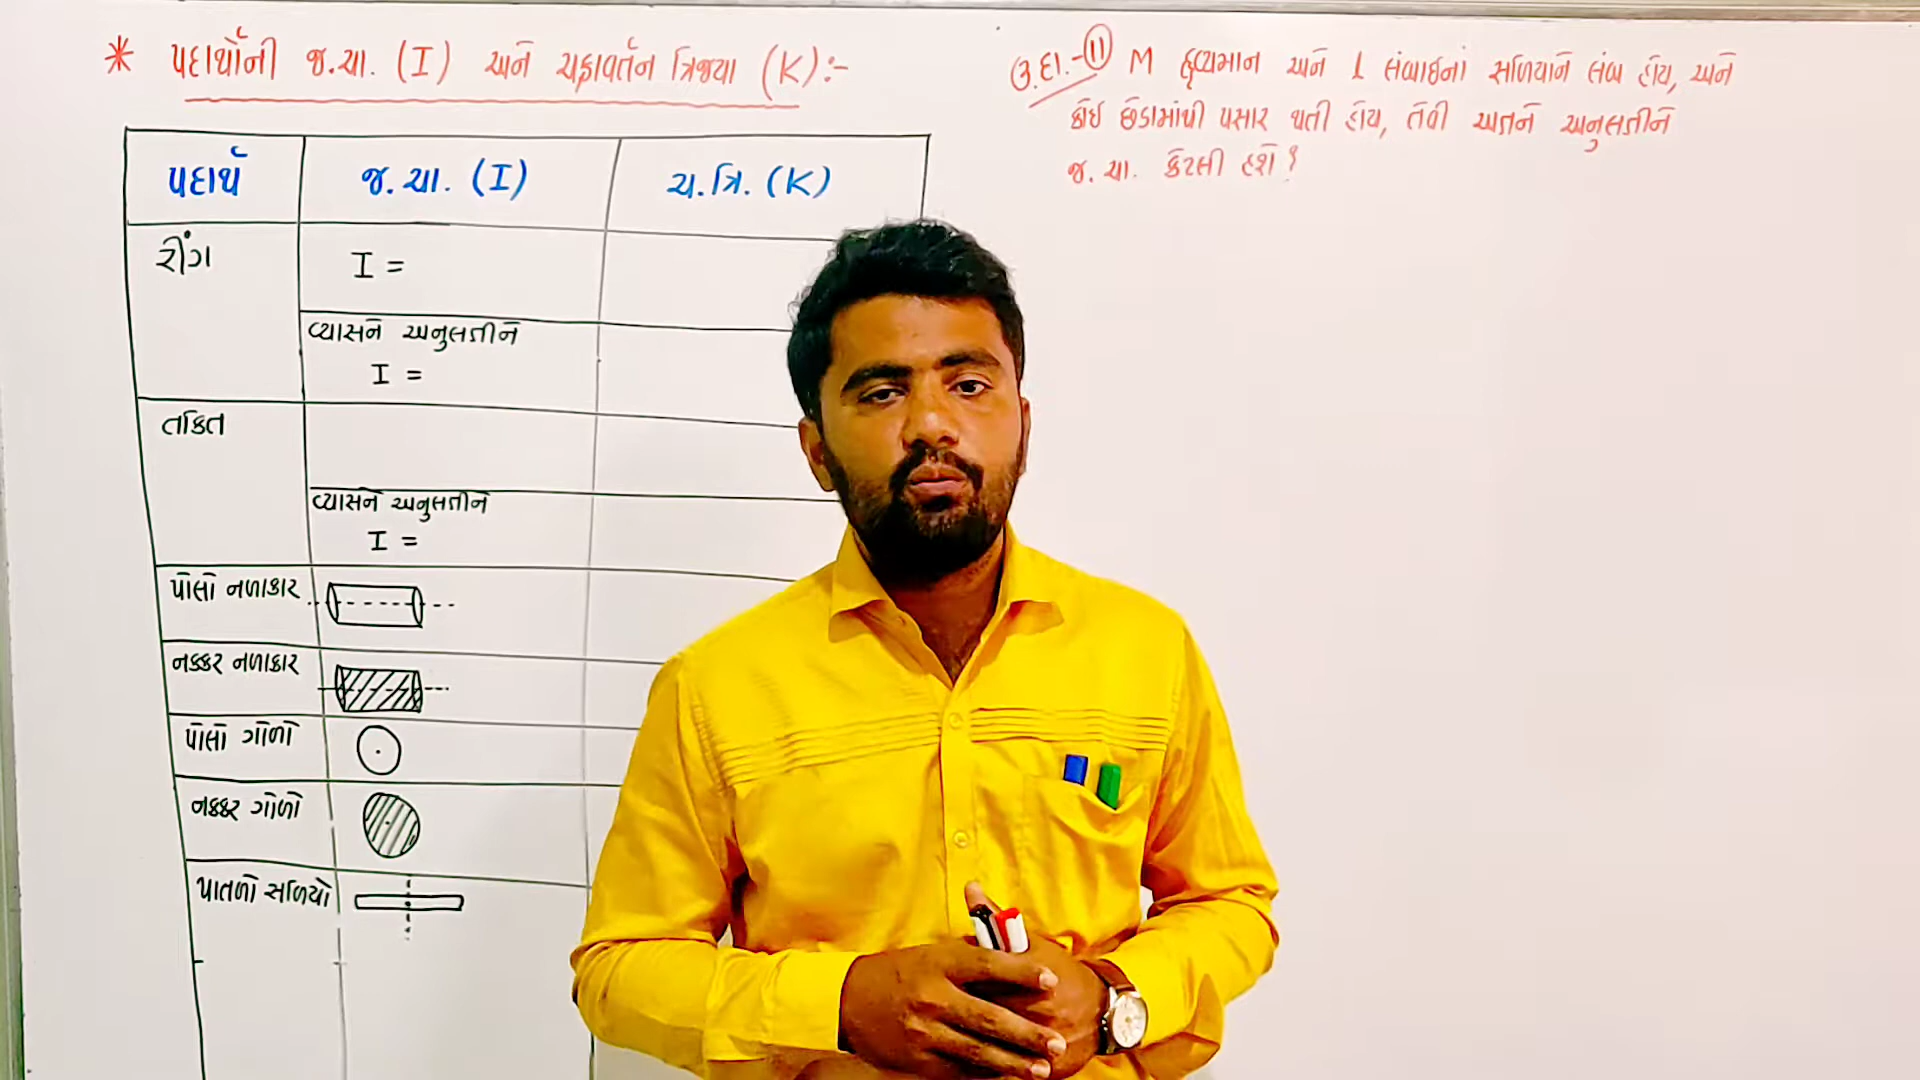 * પદાર્થોની જ.ચા. (I) અને ચક્રાવર્તન ત્રિજ્યા (K):-
પદાર્થ
જ.ચા. (I)
ચ.ત્રિ. (K)
રીંગ
I =
વ્યાસને અનુલક્ષીને
I =
તકિત
વ્યાસને અનુલક્ષીને
I =
પોલો નળાકાર
નક્કર નળાકાર
પોલો ગોળો
નક્કર ગોળો
પાતળો સળિયો
ઉ.દા.-11 M દ્રવ્યમાન અને l લંબાઇનાં સળિયાને લંબ હોય, અને
કોઇ છેડામાંથી પસાર થતી હોય, તેવી અક્ષને અનુલક્ષીને
જ. ચા. કેટલી હશે?